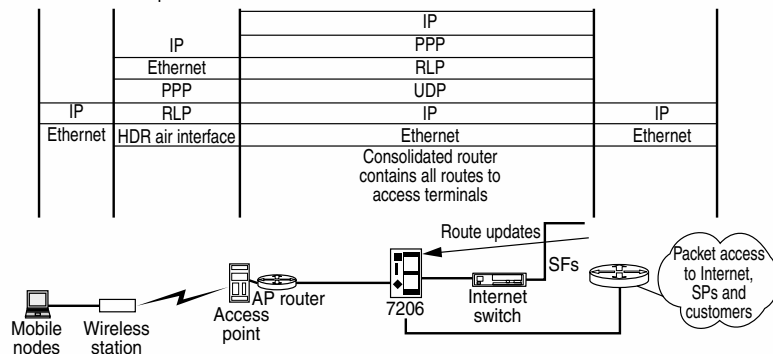 IP
IP PPP
Ethernet RLP
PPP UDP
IP RLP IP IP
Ethernet HDR air interface Ethernet Ethernet
Consolidated router
contains all routes to
access terminals
Route updates
Packet access
to Internet,
SPs and
customers
SFs
AP router
Access
point
7206
Internet
switch
Mobile
nodes
Wireless
station